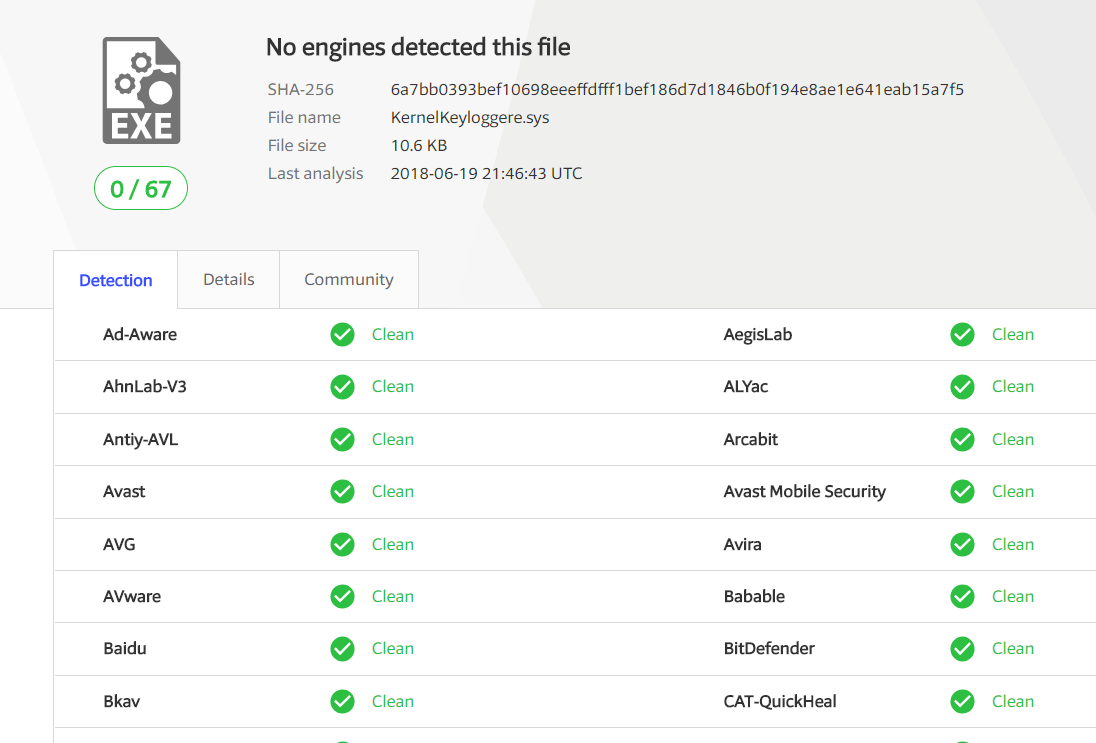 No engines detected this file
SHA-256 6a7bb0393bef10698eeeffdfff1bef186d7d1846b0f194e8ae1e641eab15a7f5
File name KernelKeyloggere.sys
File size 10.6 KB
Last analysis 2018-06-19 21:46:43 UTC
EXE
0 / 67
Detection Details Community
Ad-Aware Clean AegisLab Clean
AhnLab-V3 Clean ALYac Clean
Antiy-AVL Clean Arcabit Clean
Avast Clean Avast Mobile Security Clean
AVG Clean Avira Clean
AVware Clean Babable Clean
Baidu Clean BitDefender Clean
Bkav Clean CAT-QuickHeal Clean